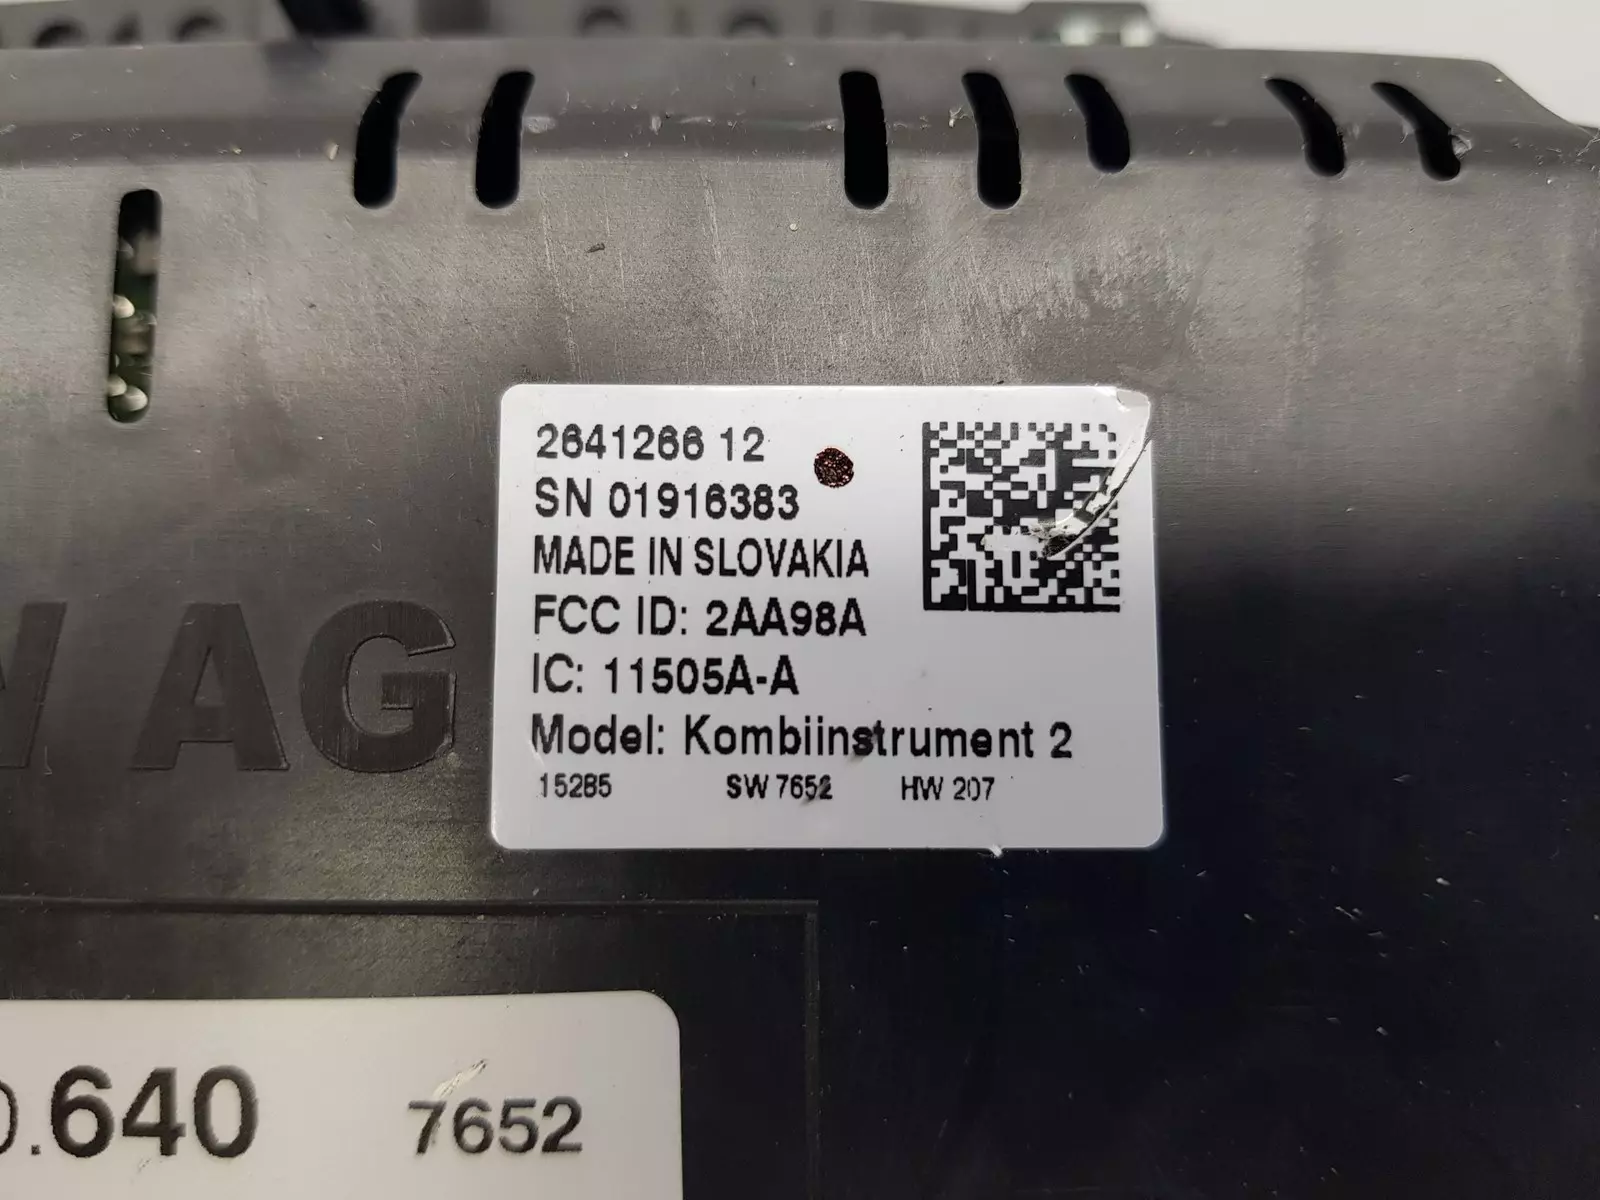 2641266 12
SN 01916383
MADE IN SLOVAKIA
FCC ID: 2AA98A
IC: 11505A-A
Model: Kombiinstrument 2
15285 SW 7652 HW 207
AG
.640 7652